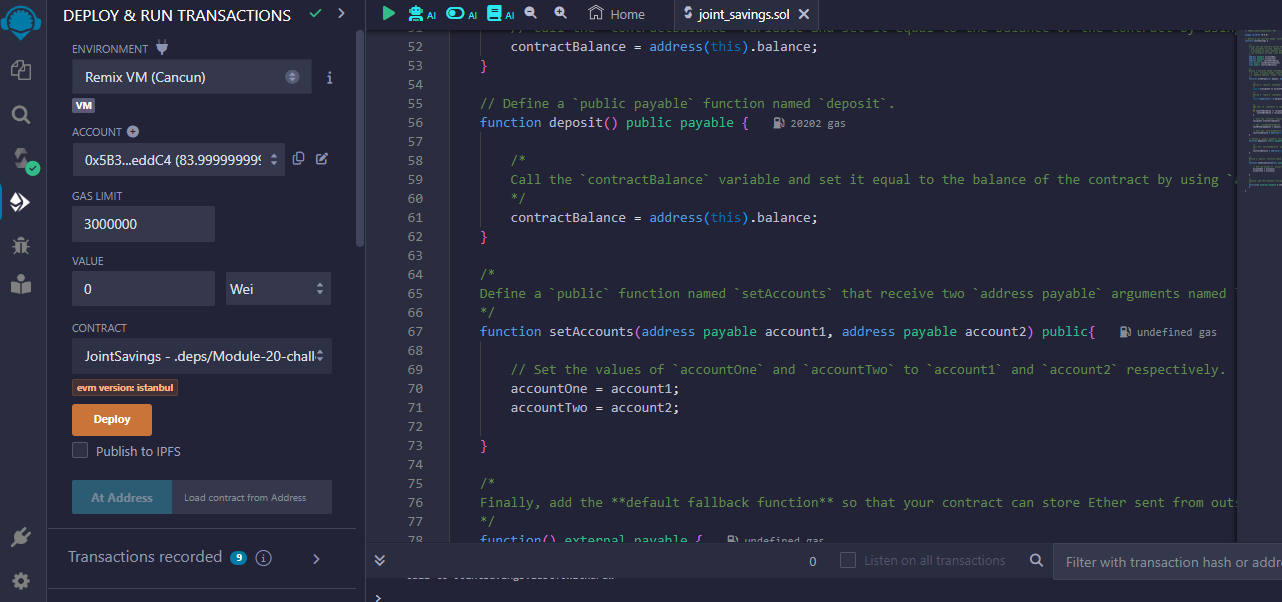 DEPLOY & RUN TRANSACTIONS
ENVIRONMENT
Remix VM (Cancun)
VM
ACCOUNT
0x5B3...eddC4 (83.999999999
GAS LIMIT
3000000
VALUE
0
Wei
CONTRACT
JointSavings - .deps/Module-20-chall
evm version: istanbul
Deploy
Publish to IPFS
At Address
Load contract from Address
Transactions recorded 9 i
AI AI AI Home joint_savings.sol
52 contractBalance = address(this).balance;
53 }
54
55 // Define a `public payable` function named `deposit`.
56 function deposit() public payable { 20202 gas
57
58 /*
59 Call the `contractBalance` variable and set it equal to the balance of the contract by using `
60 */
61 contractBalance = address(this).balance;
62 }
63
64 /*
65 Define a `public` function named `setAccounts` that receive two `address payable` arguments named `
66 */
67 function setAccounts(address payable account1, address payable account2) public{ undefined gas
68
69 // Set the values of `accountOne` and `accountTwo` to `account1` and `account2` respectively.
70 accountOne = account1;
71 accountTwo = account2;
72
73 }
74
75 /*
76 Finally, add the **default fallback function** so that your contract can store Ether sent from outs
77 */
78 function() external payable { undefined gas
0
Listen on all transactions
Filter with transaction hash or addr
>